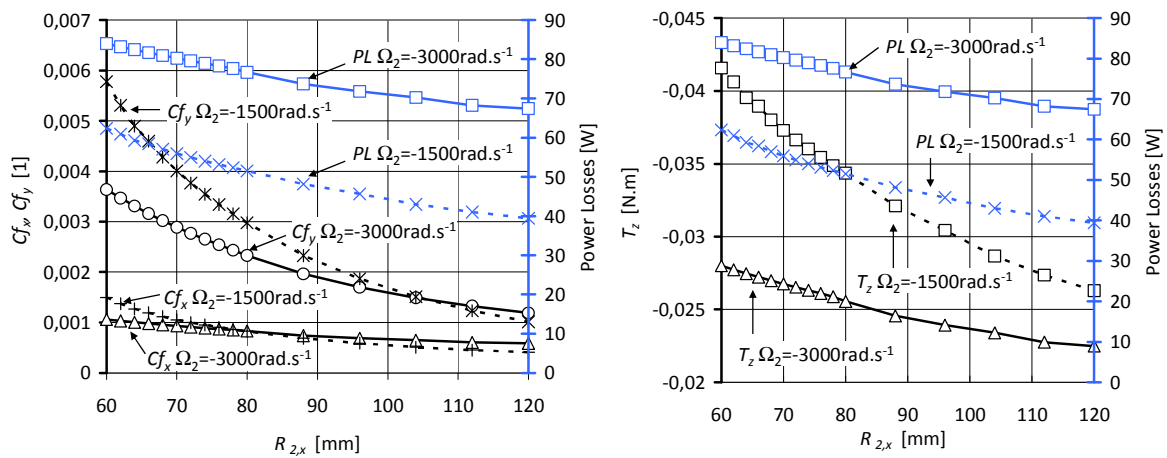 0,007
0,006
0,005
0,004
0,003
0,002
0,001
0
Cf_x, Cf_y [1]
PL Ω₂=-3000rad.s⁻¹
Cf_y Ω₂=-1500rad.s⁻¹
PL Ω₂=-1500rad.s⁻¹
Cf_y Ω₂=-3000rad.s⁻¹
Cf_x Ω₂=-1500rad.s⁻¹
Cf_x Ω₂=-3000rad.s⁻¹
90
80
70
60
50
40
30
20
10
0
Power Losses [W]
60 70 80 90 100 110 120
R ₂,ₓ [mm]
-0,045
-0,04
-0,035
-0,03
-0,025
-0,02
T_z [N.m]
PL Ω₂=-3000rad.s⁻¹
PL Ω₂=-1500rad.s⁻¹
T_z Ω₂=-1500rad.s⁻¹
T_z Ω₂=-3000rad.s⁻¹
90
80
70
60
50
40
30
20
10
0
Power Losses [W]
60 70 80 90 100 110 120
R ₂,ₓ [mm]